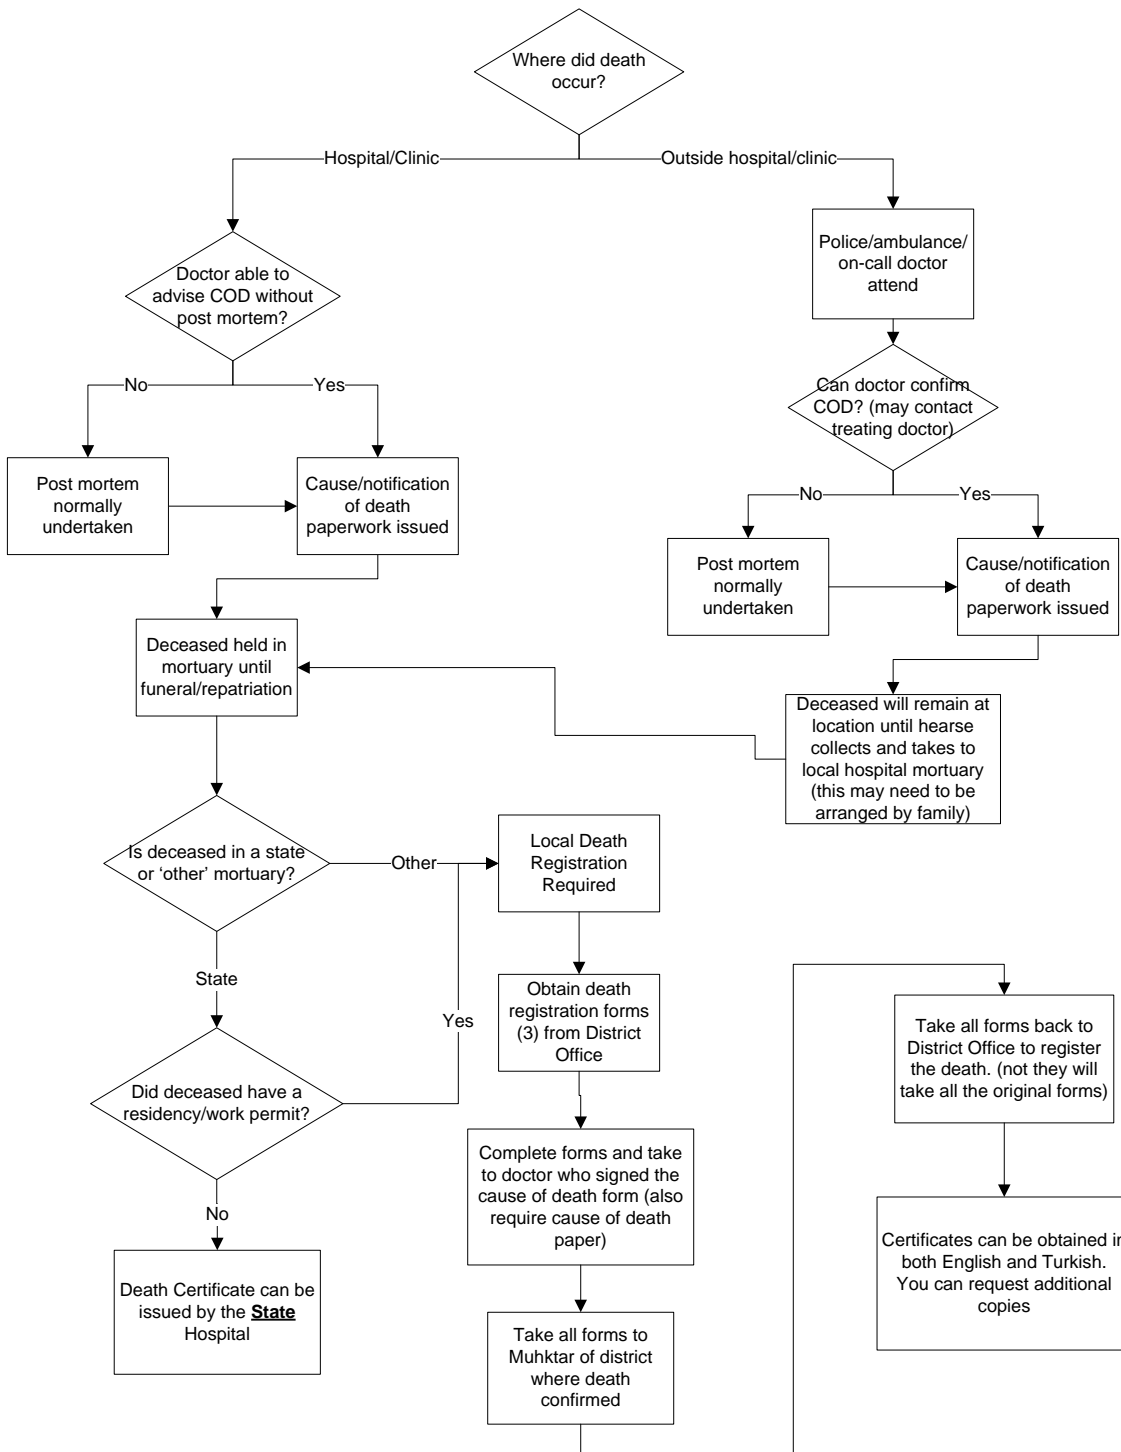 Where did death
occur?
Hospital/Clinic
Outside hospital/clinic
Police/ambulance/
on-call doctor
attend
Doctor able to
advise COD without
post mortem?
No
Yes
Can doctor confirm
COD? (may contact
treating doctor)
Post mortem
normally
undertaken
Cause/notification
of death
paperwork issued
No
Yes
Post mortem
normally
undertaken
Cause/notification
of death
paperwork issued
Deceased held in
mortuary until
funeral/repatriation
Deceased will remain at
location until hearse
collects and takes to
local hospital mortuary
(this may need to be
arranged by family)
Is deceased in a state
or ‘other’ mortuary?
Other
Local Death
Registration
Required
State
Yes
Obtain death
registration forms
(3) from District
Office
Did deceased have a
residency/work permit?
Complete forms and take
to doctor who signed the
cause of death form (also
require cause of death
paper)
No
Death Certificate can be
issued by the State
Hospital
Take all forms to
Muhktar of district
where death
confirmed
Take all forms back to
District Office to register
the death. (not they will
take all the original forms)
Certificates can be obtained in
both English and Turkish.
You can request additional
copies